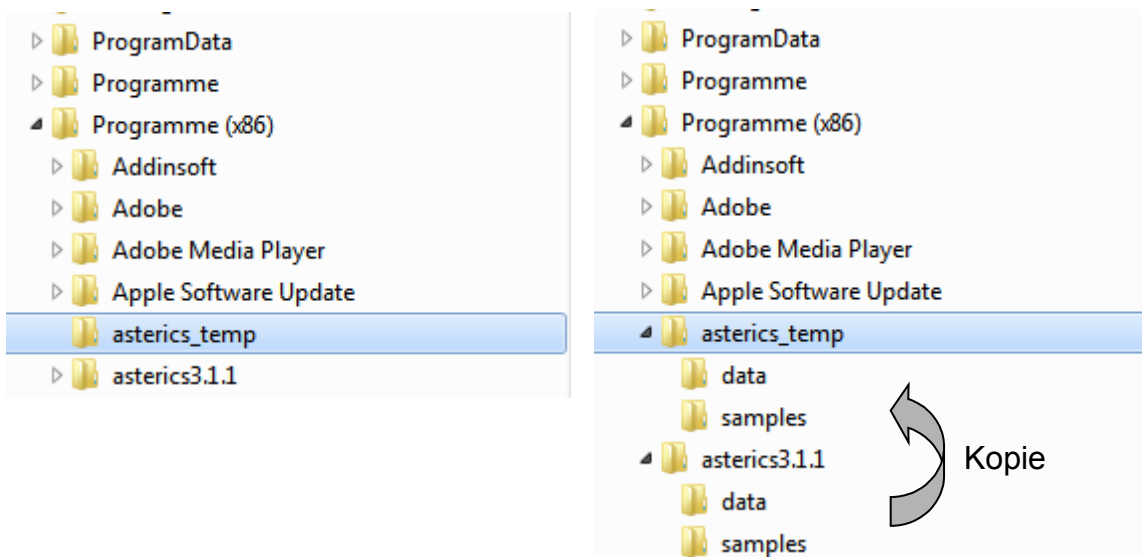 ProgramData
Programme
Programme (x86)
Addinsoft
Adobe
Adobe Media Player
Apple Software Update
asterics_temp
asterics3.1.1
ProgramData
Programme
Programme (x86)
Addinsoft
Adobe
Adobe Media Player
Apple Software Update
asterics_temp
data
samples
asterics3.1.1
data
samples
Kopie